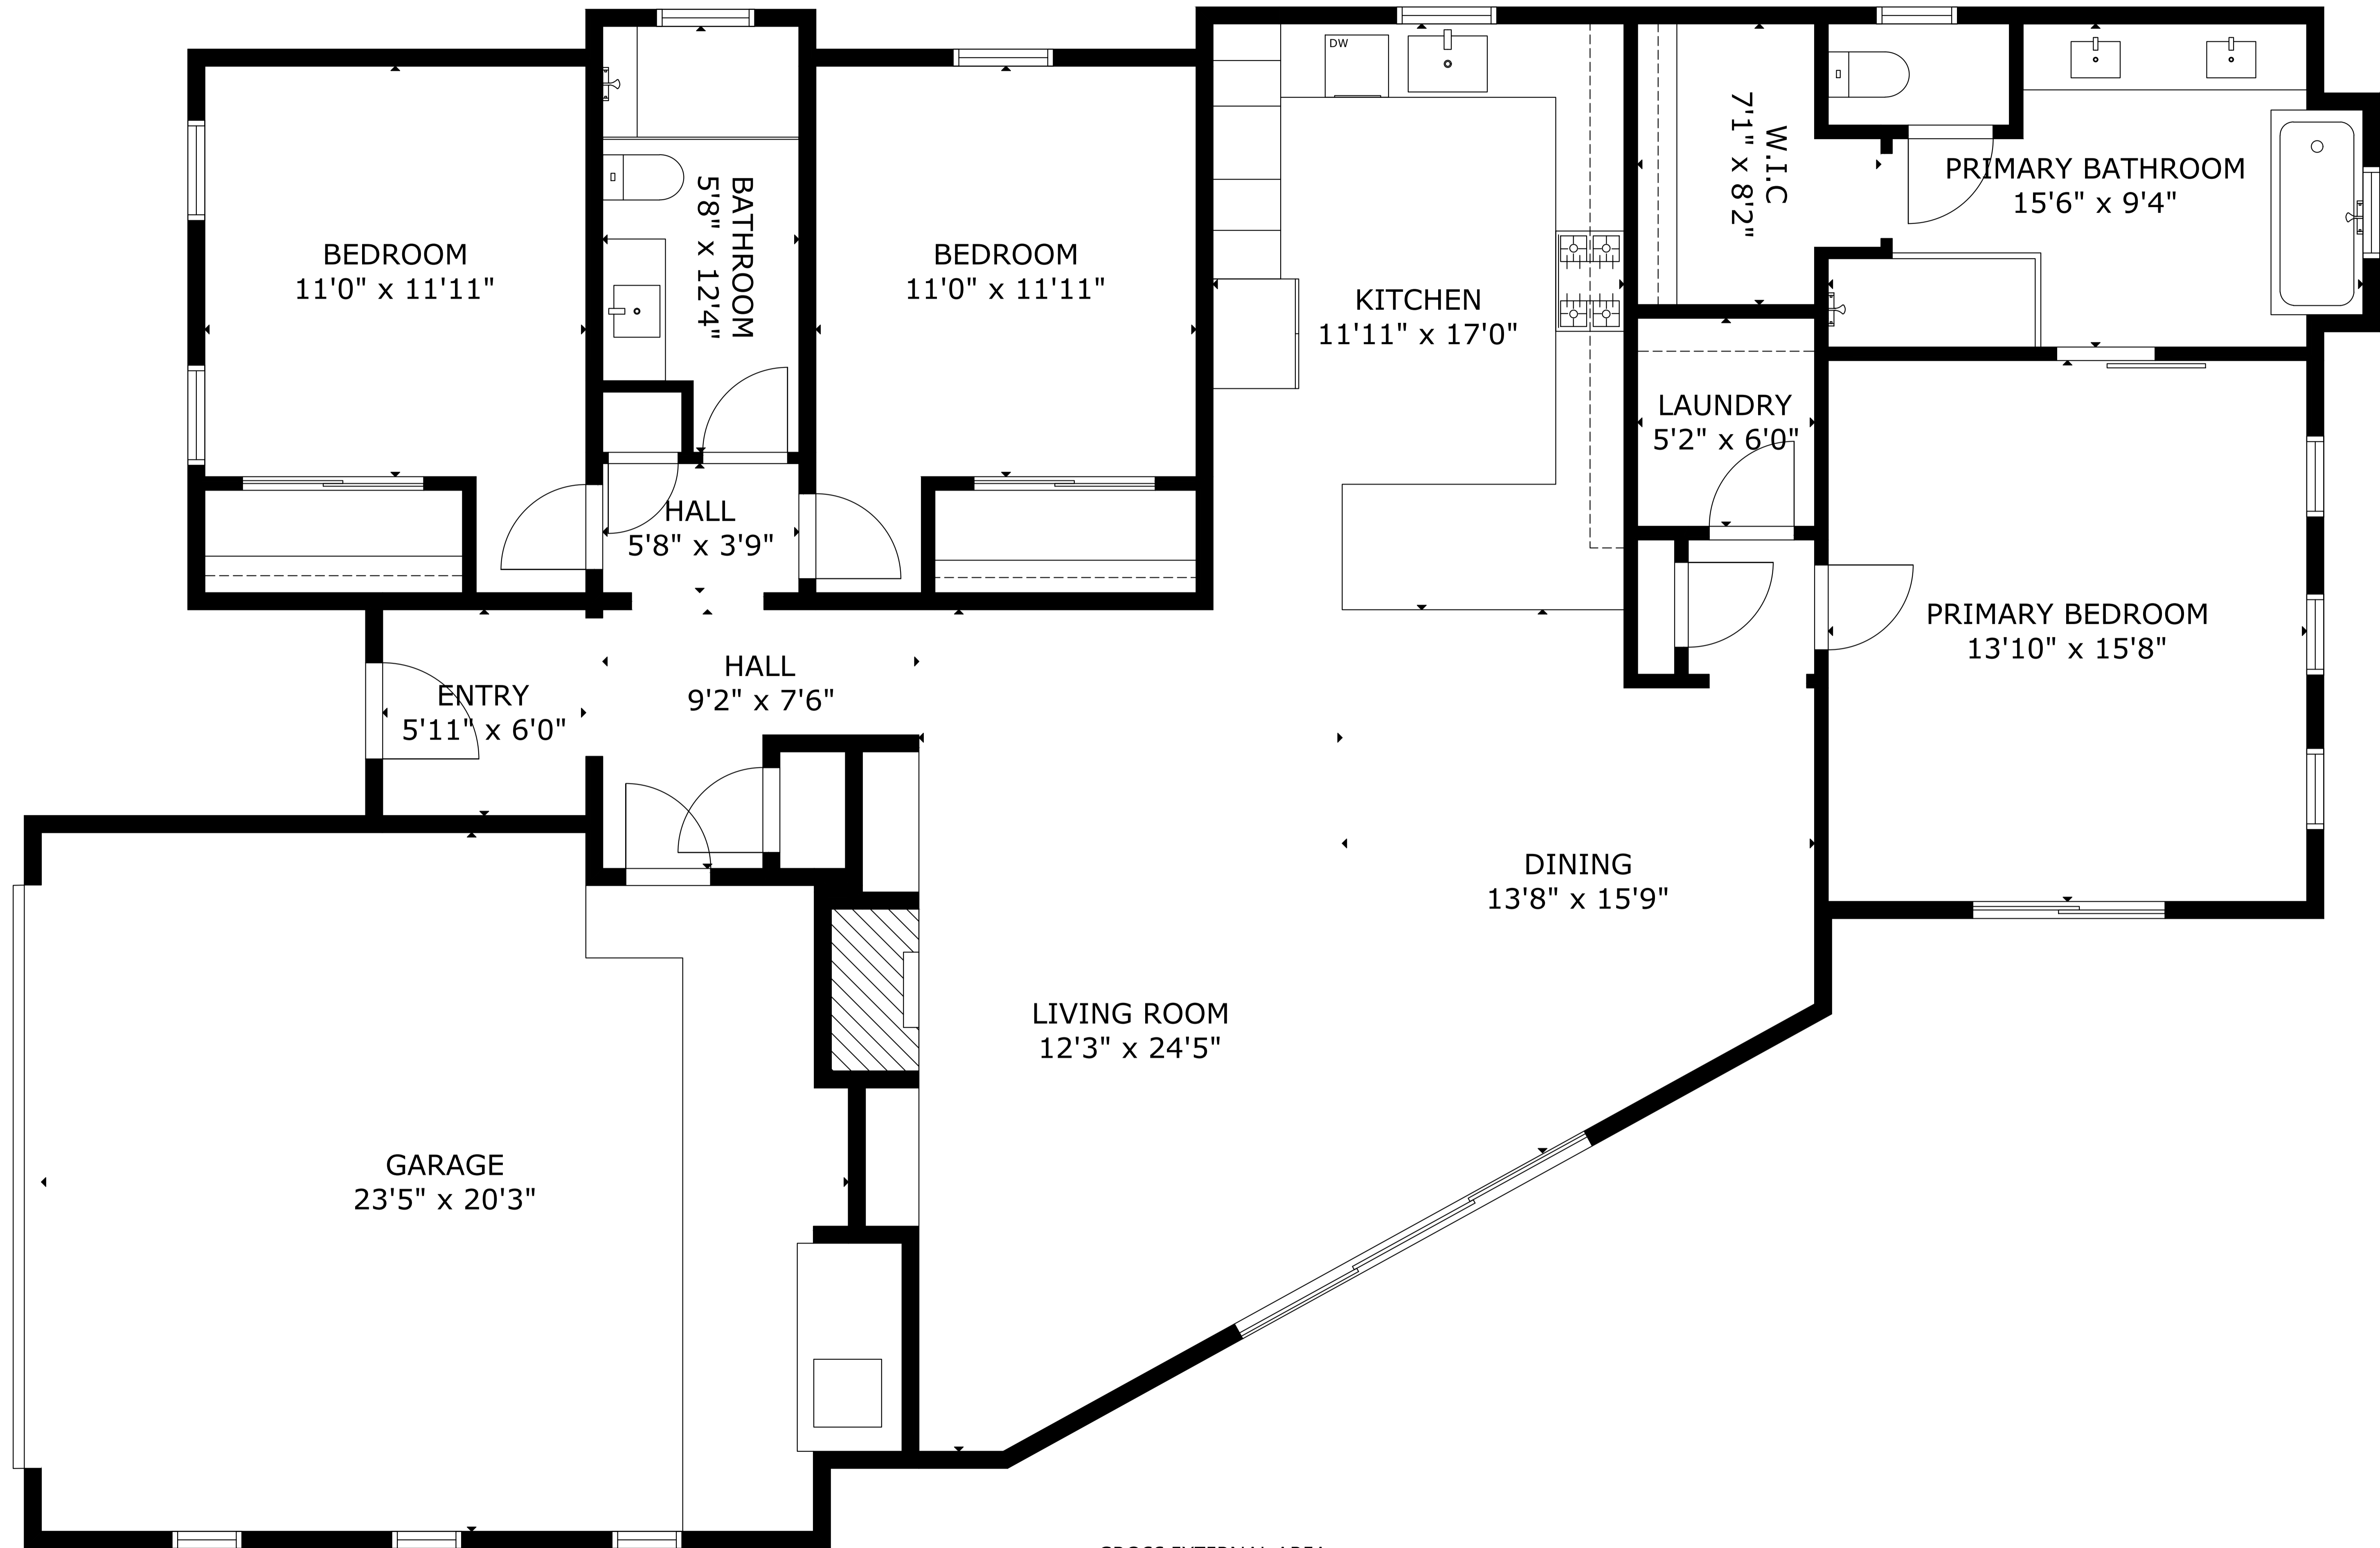 DW
BEDROOM
11'0" x 11'11"
BATHROOM
5'8" x 12'4"
BEDROOM
11'0" x 11'11"
KITCHEN
11'11" x 17'0"
W.I.C
7'1" x 8'2"
PRIMARY BATHROOM
15'6" x 9'4"
LAUNDRY
5'2" x 6'0"
HALL
5'8" x 3'9"
PRIMARY BEDROOM
13'10" x 15'8"
ENTRY
5'11" x 6'0"
HALL
9'2" x 7'6"
DINING
13'8" x 15'9"
LIVING ROOM
12'3" x 24'5"
GARAGE
23'5" x 20'3"
GROSS EXTERNAL AREA